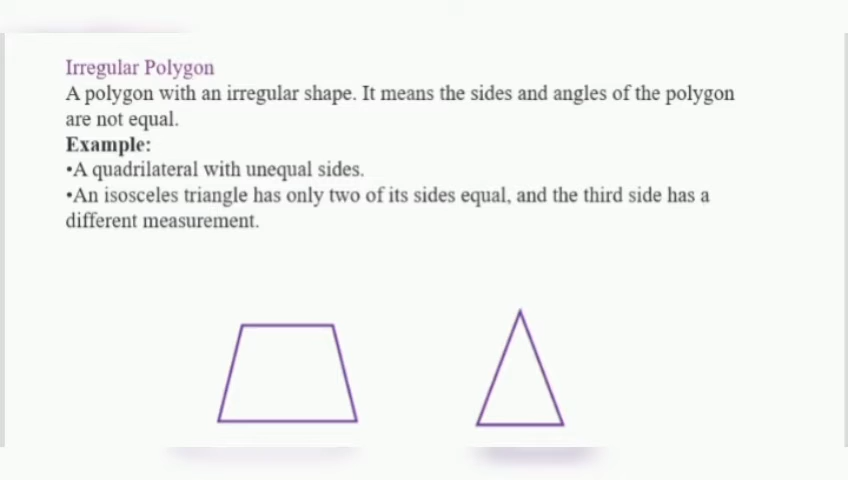 Irregular Polygon
A polygon with an irregular shape. It means the sides and angles of the polygon
are not equal.
Example:
•A quadrilateral with unequal sides.
•An isosceles triangle has only two of its sides equal, and the third side has a
different measurement.